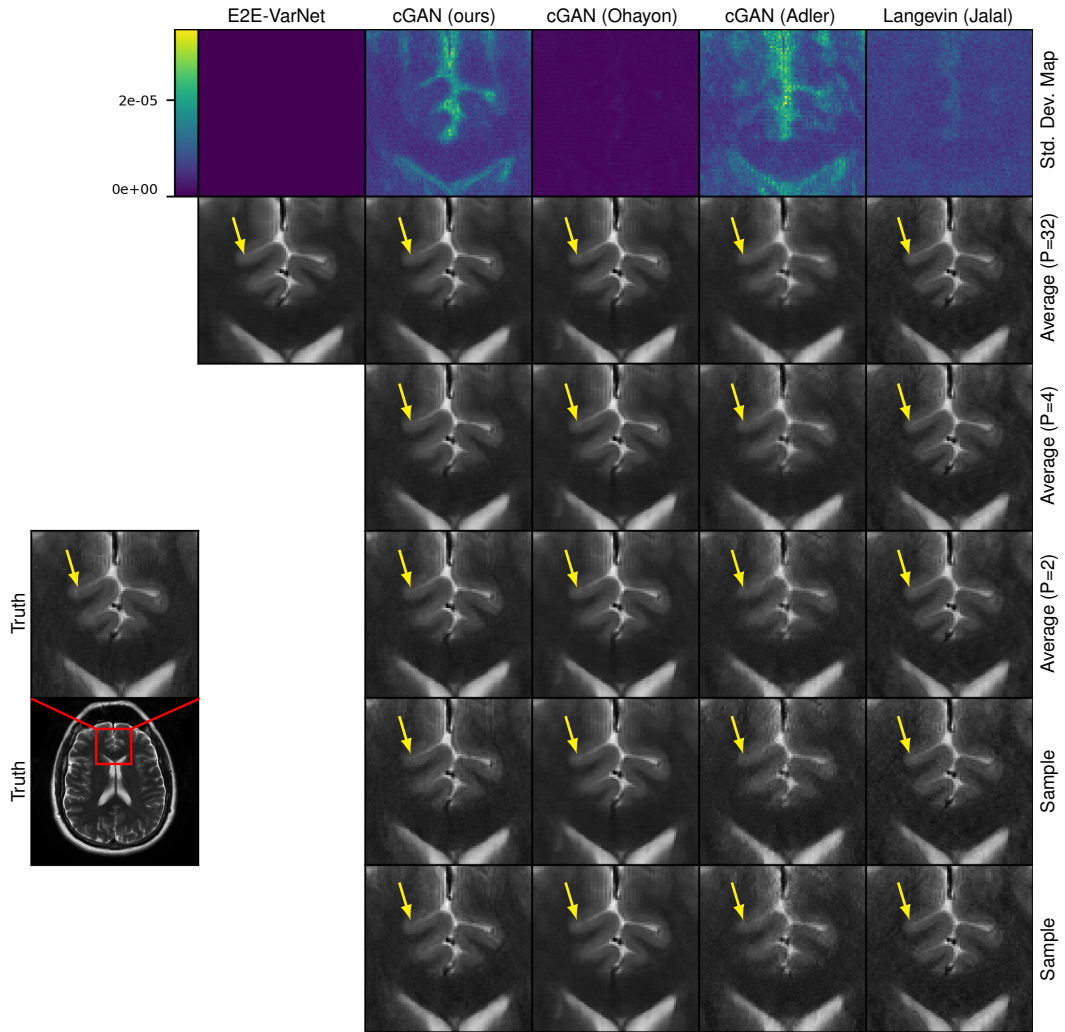 E2E-VarNet
cGAN (ours)
cGAN (Ohayon)
cGAN (Adler)
Langevin (Jalal)
2e-05
0e+00
Std. Dev. Map
Average (P=32)
Average (P=4)
Truth
Average (P=2)
Truth
Sample
Sample